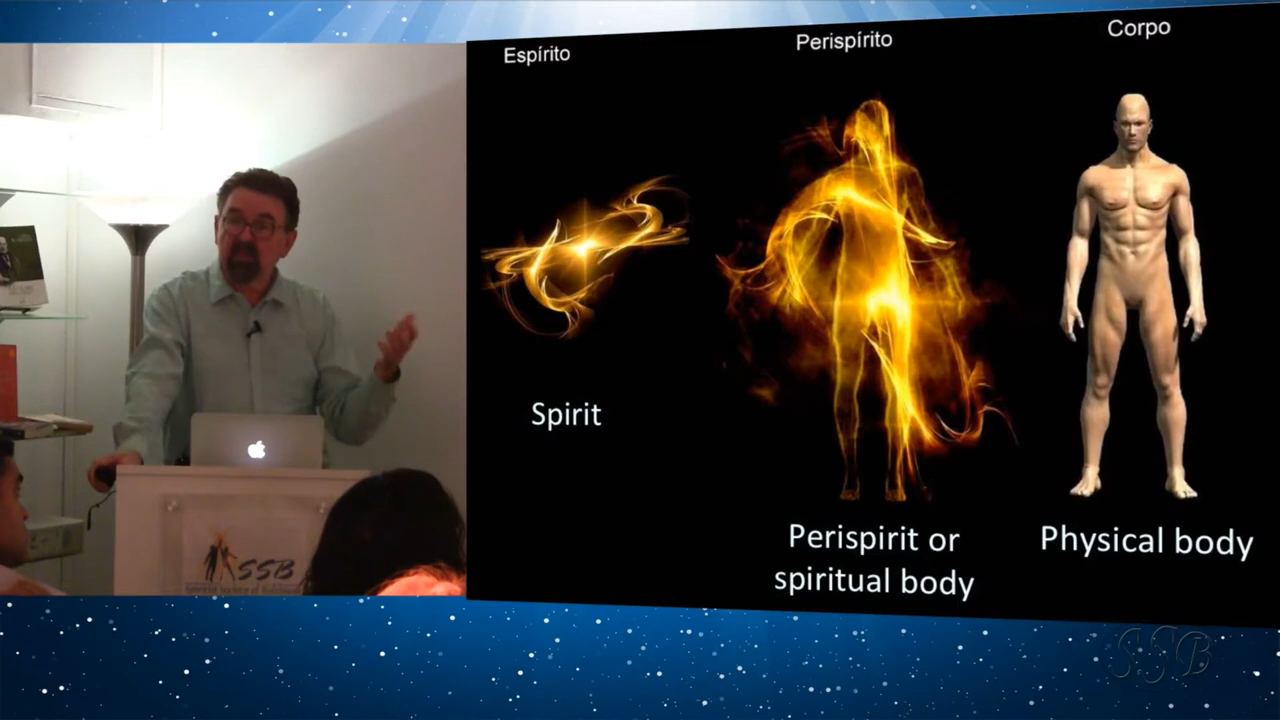 Espírito
Perispírito
Corpo
Spirit
Perispirit or
spiritual body
Physical body
SSB
SSB